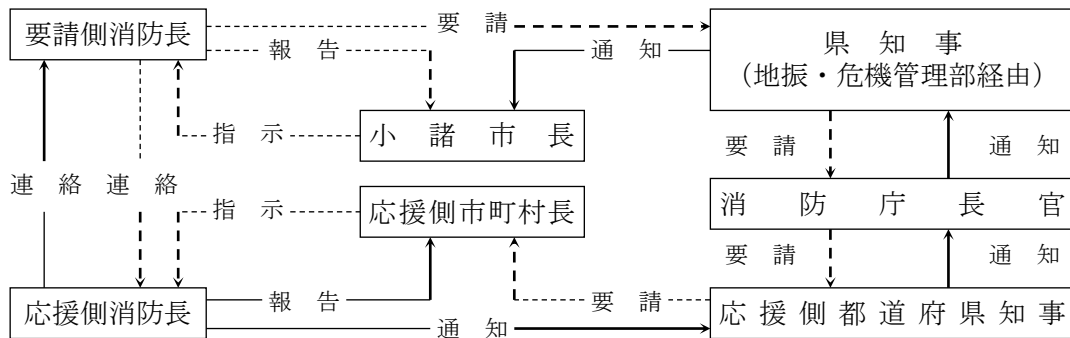 要請側消防長
要請
報告
通知
県知事
（地振・危機管理部経由）
指示
小諸市長
要請
通知
連絡
連絡
指示
応援側市町村長
消防庁長官
要請
通知
応援側消防長
報告
要請
応援側都道府県知事
通知